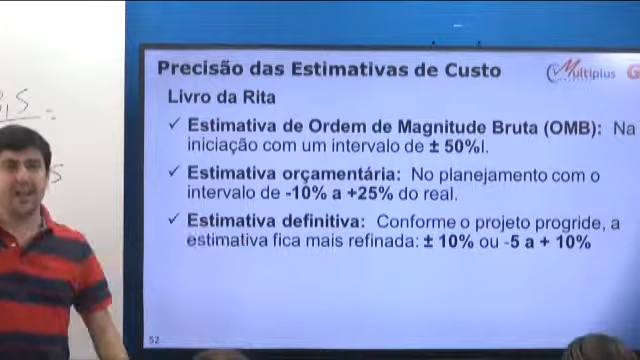 Precisão das Estimativas de Custo
Multiplus G
Livro da Rita
✓ Estimativa de Ordem de Magnitude Bruta (OMB): Na
iniciação com um intervalo de ± 50%l.
✓ Estimativa orçamentária: No planejamento com o
intervalo de -10% a +25% do real.
✓ Estimativa definitiva: Conforme o projeto progride, a
estimativa fica mais refinada: ± 10% ou -5 a + 10%
52